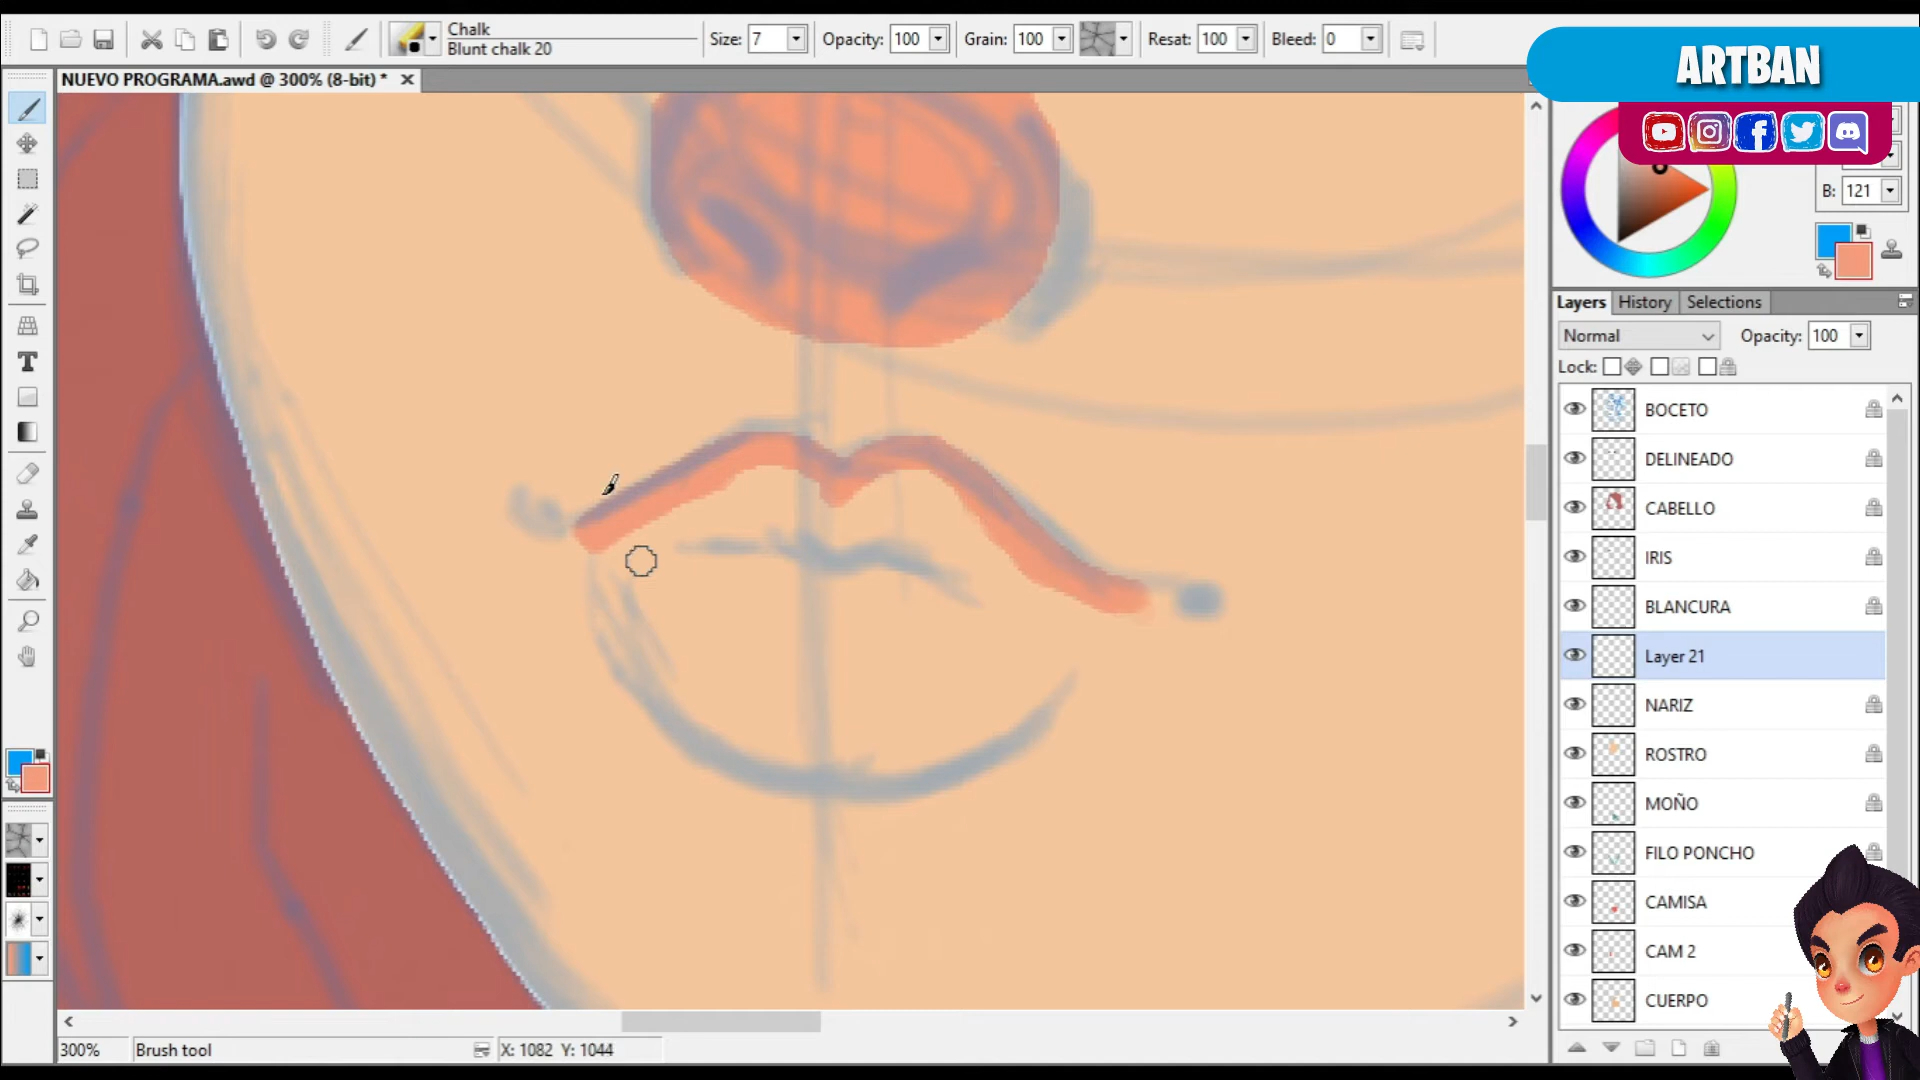 Chalk
Blunt chalk 20
Size: 7
Opacity: 100
Grain: 100
Resat: 100
Bleed: 0
ARTBAN
NUEVO PROGRAMA.awd @ 300% (8-bit) *
B: 121
Layers
History
Selections
Normal
Opacity: 100
Lock:
BOCETO
DELINEADO
CABELLO
IRIS
BLANCURA
Layer 21
NARIZ
ROSTRO
MOÑO
FILO PONCHO
CAMISA
CAM 2
CUERPO
300%
Brush tool
X: 1082 Y: 1044